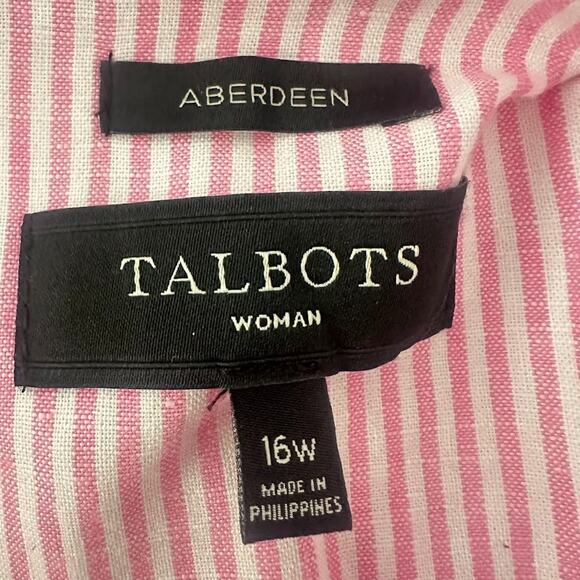 ABERDEEN
TALBOTS
WOMAN
16W
MADE IN
PHILIPPINES